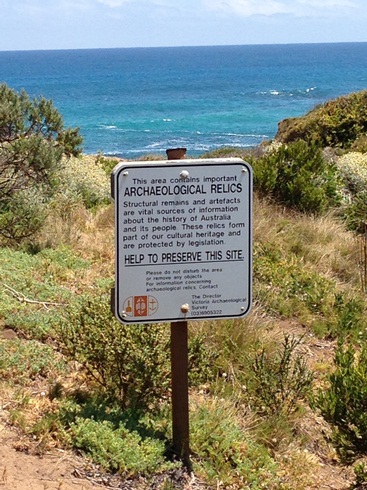 This area contains important
ARCHAEOLOGICAL RELICS
Structural remains and artefacts
are vital sources of information
about the history of Australia
and its people. These relics form
part of our cultural heritage and
are protected by legislation.
HELP TO PRESERVE THIS SITE.
Please do not disturb the area
or remove any objects.
For information concerning
archaeological relics, Contact
The Director
Victoria Archaeological
Survey